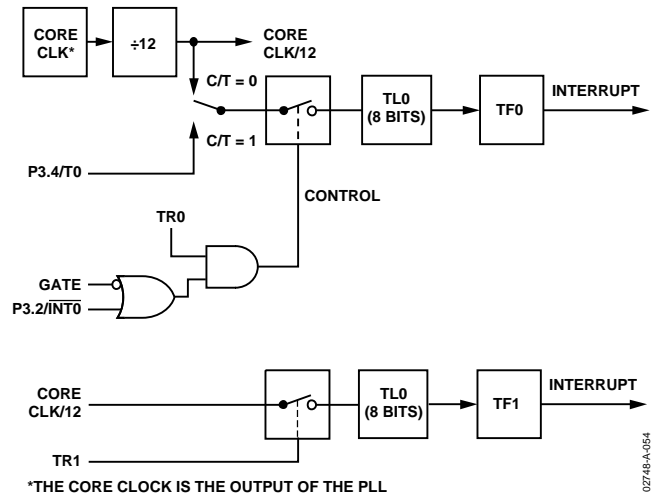 CORE
CLK*
÷12
CORE
CLK/12
C/T = 0
C/T = 1
P3.4/T0
TL0
(8 BITS)
TF0
INTERRUPT
CONTROL
TR0
GATE
P3.2/INT0
CORE
CLK/12
TL0
(8 BITS)
TF1
INTERRUPT
TR1
*THE CORE CLOCK IS THE OUTPUT OF THE PLL
02748-A-054